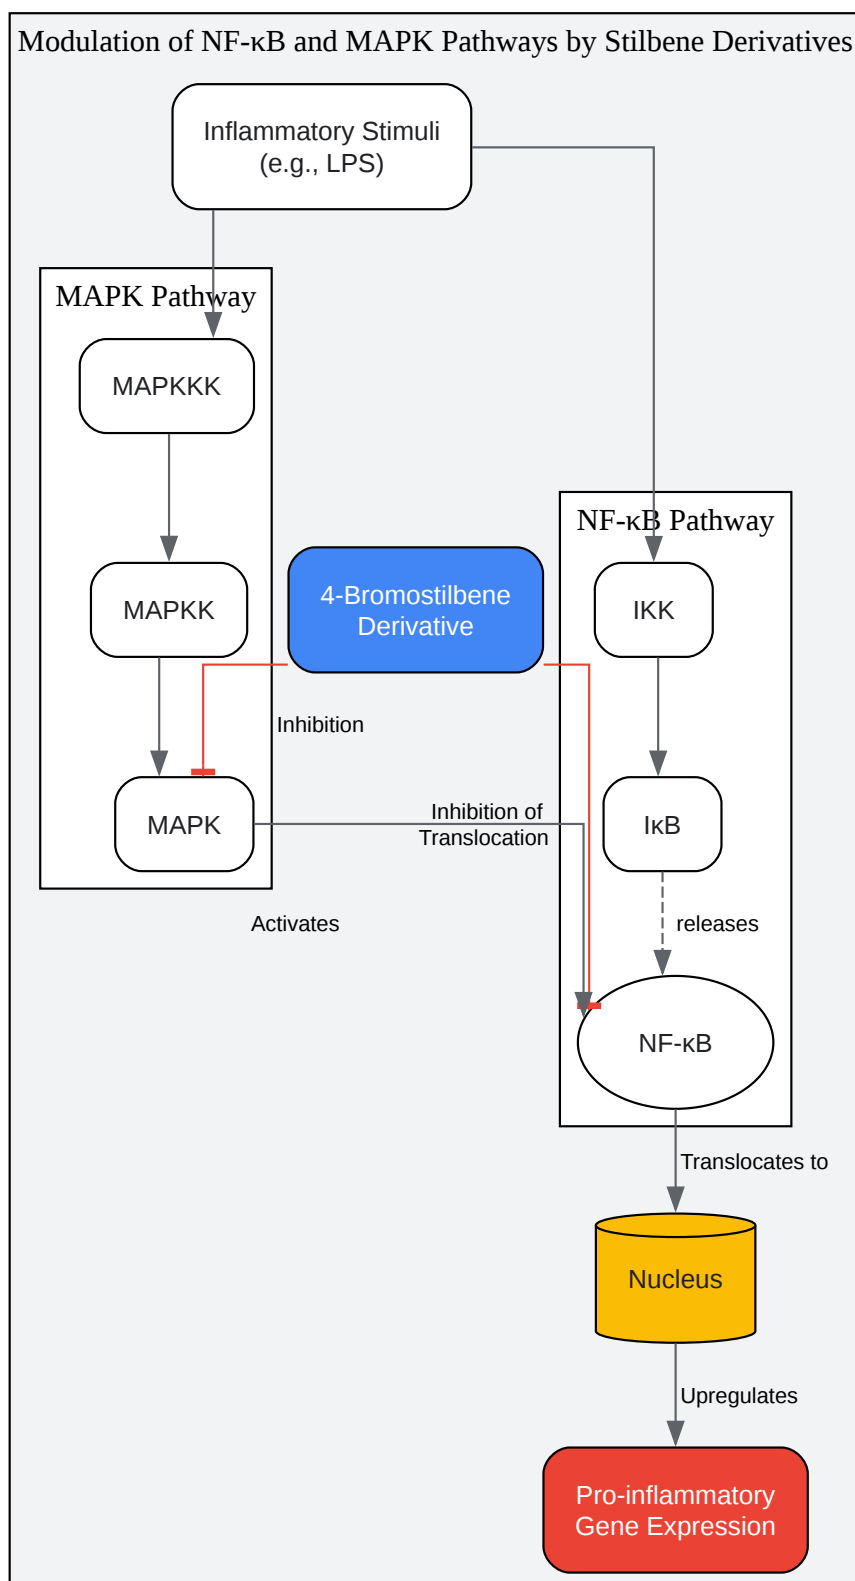 Modulation of NF-κB and MAPK Pathways by Stilbene Derivatives
Inflammatory Stimuli
(e.g., LPS)
MAPK Pathway
MAPKKK
NF-κB Pathway
4-Bromostilbene
Derivative
MAPKK
IKK
Inhibition
MAPK
Inhibition of
Translocation
IκB
Activates
releases
NF-κB
Translocates to
Nucleus
Upregulates
Pro-inflammatory
Gene Expression